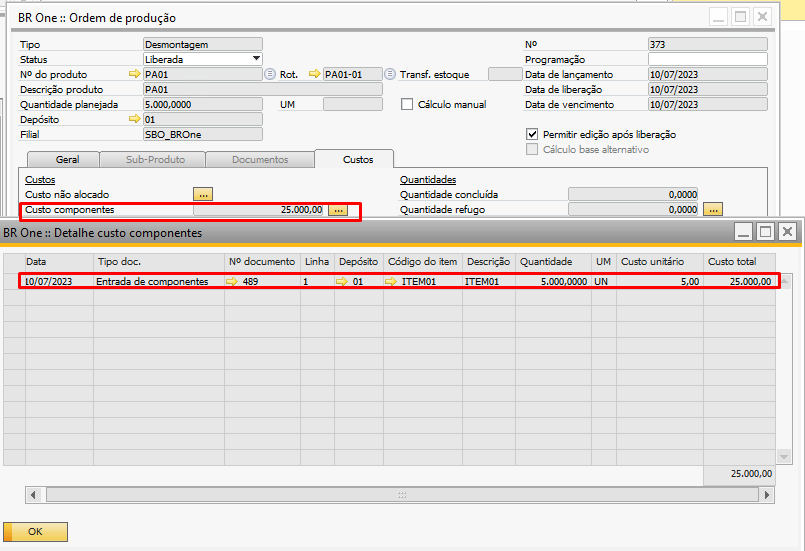 BR One :: Ordem de produção
Tipo Desmontagem Nº 373
Status Liberada Programação
Nº do produto PA01 Rot. PA01-01 Transf. estoque Data de lançamento 10/07/2023
Descrição produto PA01 Data de liberação 10/07/2023
Quantidade planejada 5.000,0000 UM Cálculo manual Data de vencimento 10/07/2023
Depósito 01
Filial SBO_BROne Permitir edição após liberação
Cálculo base alternativo
Geral Sub-Produto Documentos Custos
Custos Quantidades
Custo não alocado ... Quantidade concluída 0,0000
Custo componentes 25.000,00 ... Quantidade refugo 0,0000 ...
BR One :: Detalhe custo componentes
Data Tipo doc. Nº documento Linha Depósito Código do item Descrição Quantidade UM Custo unitário Custo total
10/07/2023 Entrada de componentes 489 1 01 ITEM01 ITEM01 5.000,0000 UN 5,00 25.000,00
25.000,00
OK